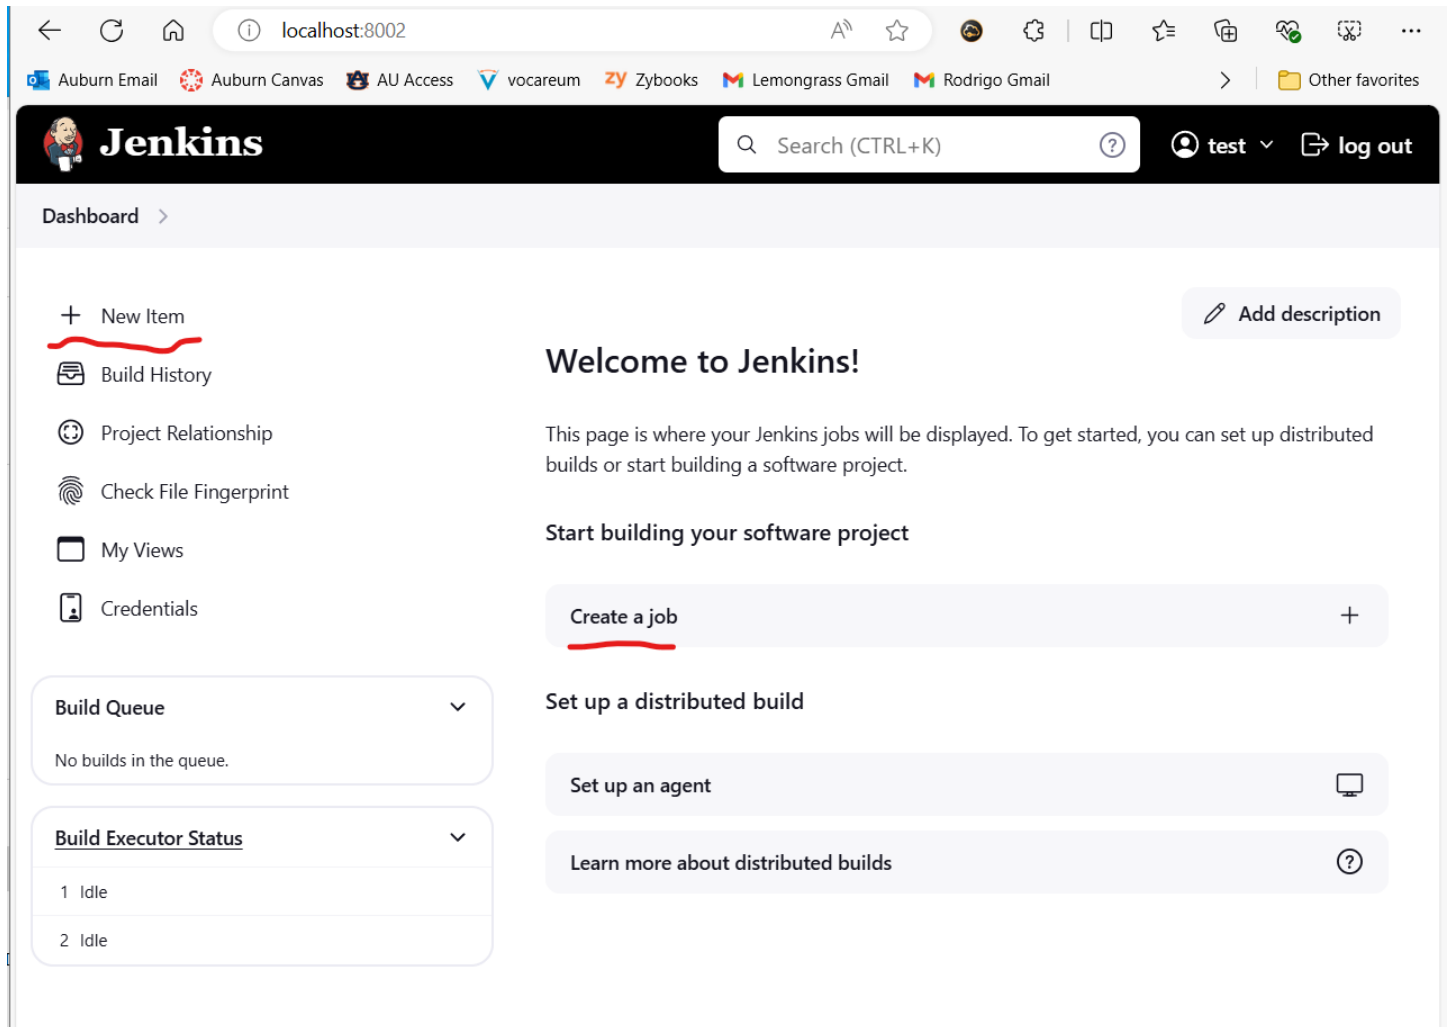 localhost:8002
Auburn Email Auburn Canvas AU Access vocareum zy Zybooks Lemongrass Gmail Rodrigo Gmail Other favorites
Jenkins Search (CTRL+K) test log out
Dashboard
New Item
Build History
Project Relationship
Check File Fingerprint
My Views
Credentials
Build Queue
No builds in the queue.
Build Executor Status
1 Idle
2 Idle
Add description
Welcome to Jenkins!
This page is where your Jenkins jobs will be displayed. To get started, you can set up distributed
builds or start building a software project.
Start building your software project
Create a job
Set up a distributed build
Set up an agent
Learn more about distributed builds